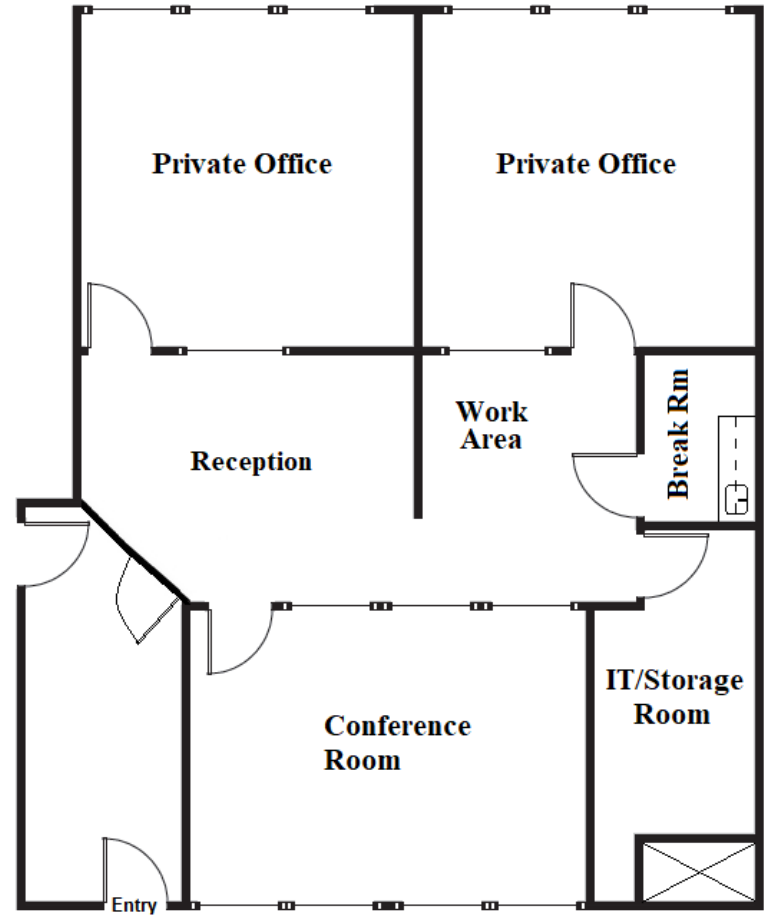 Private Office
Private Office
Work
Area
Break Rm
Reception
IT/Storage
Room
Conference
Room
Entry